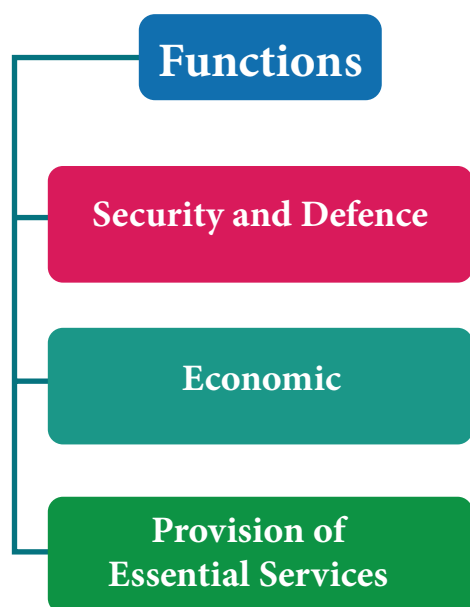 Functions
Security and Defence
Economic
Provision of
Essential Services